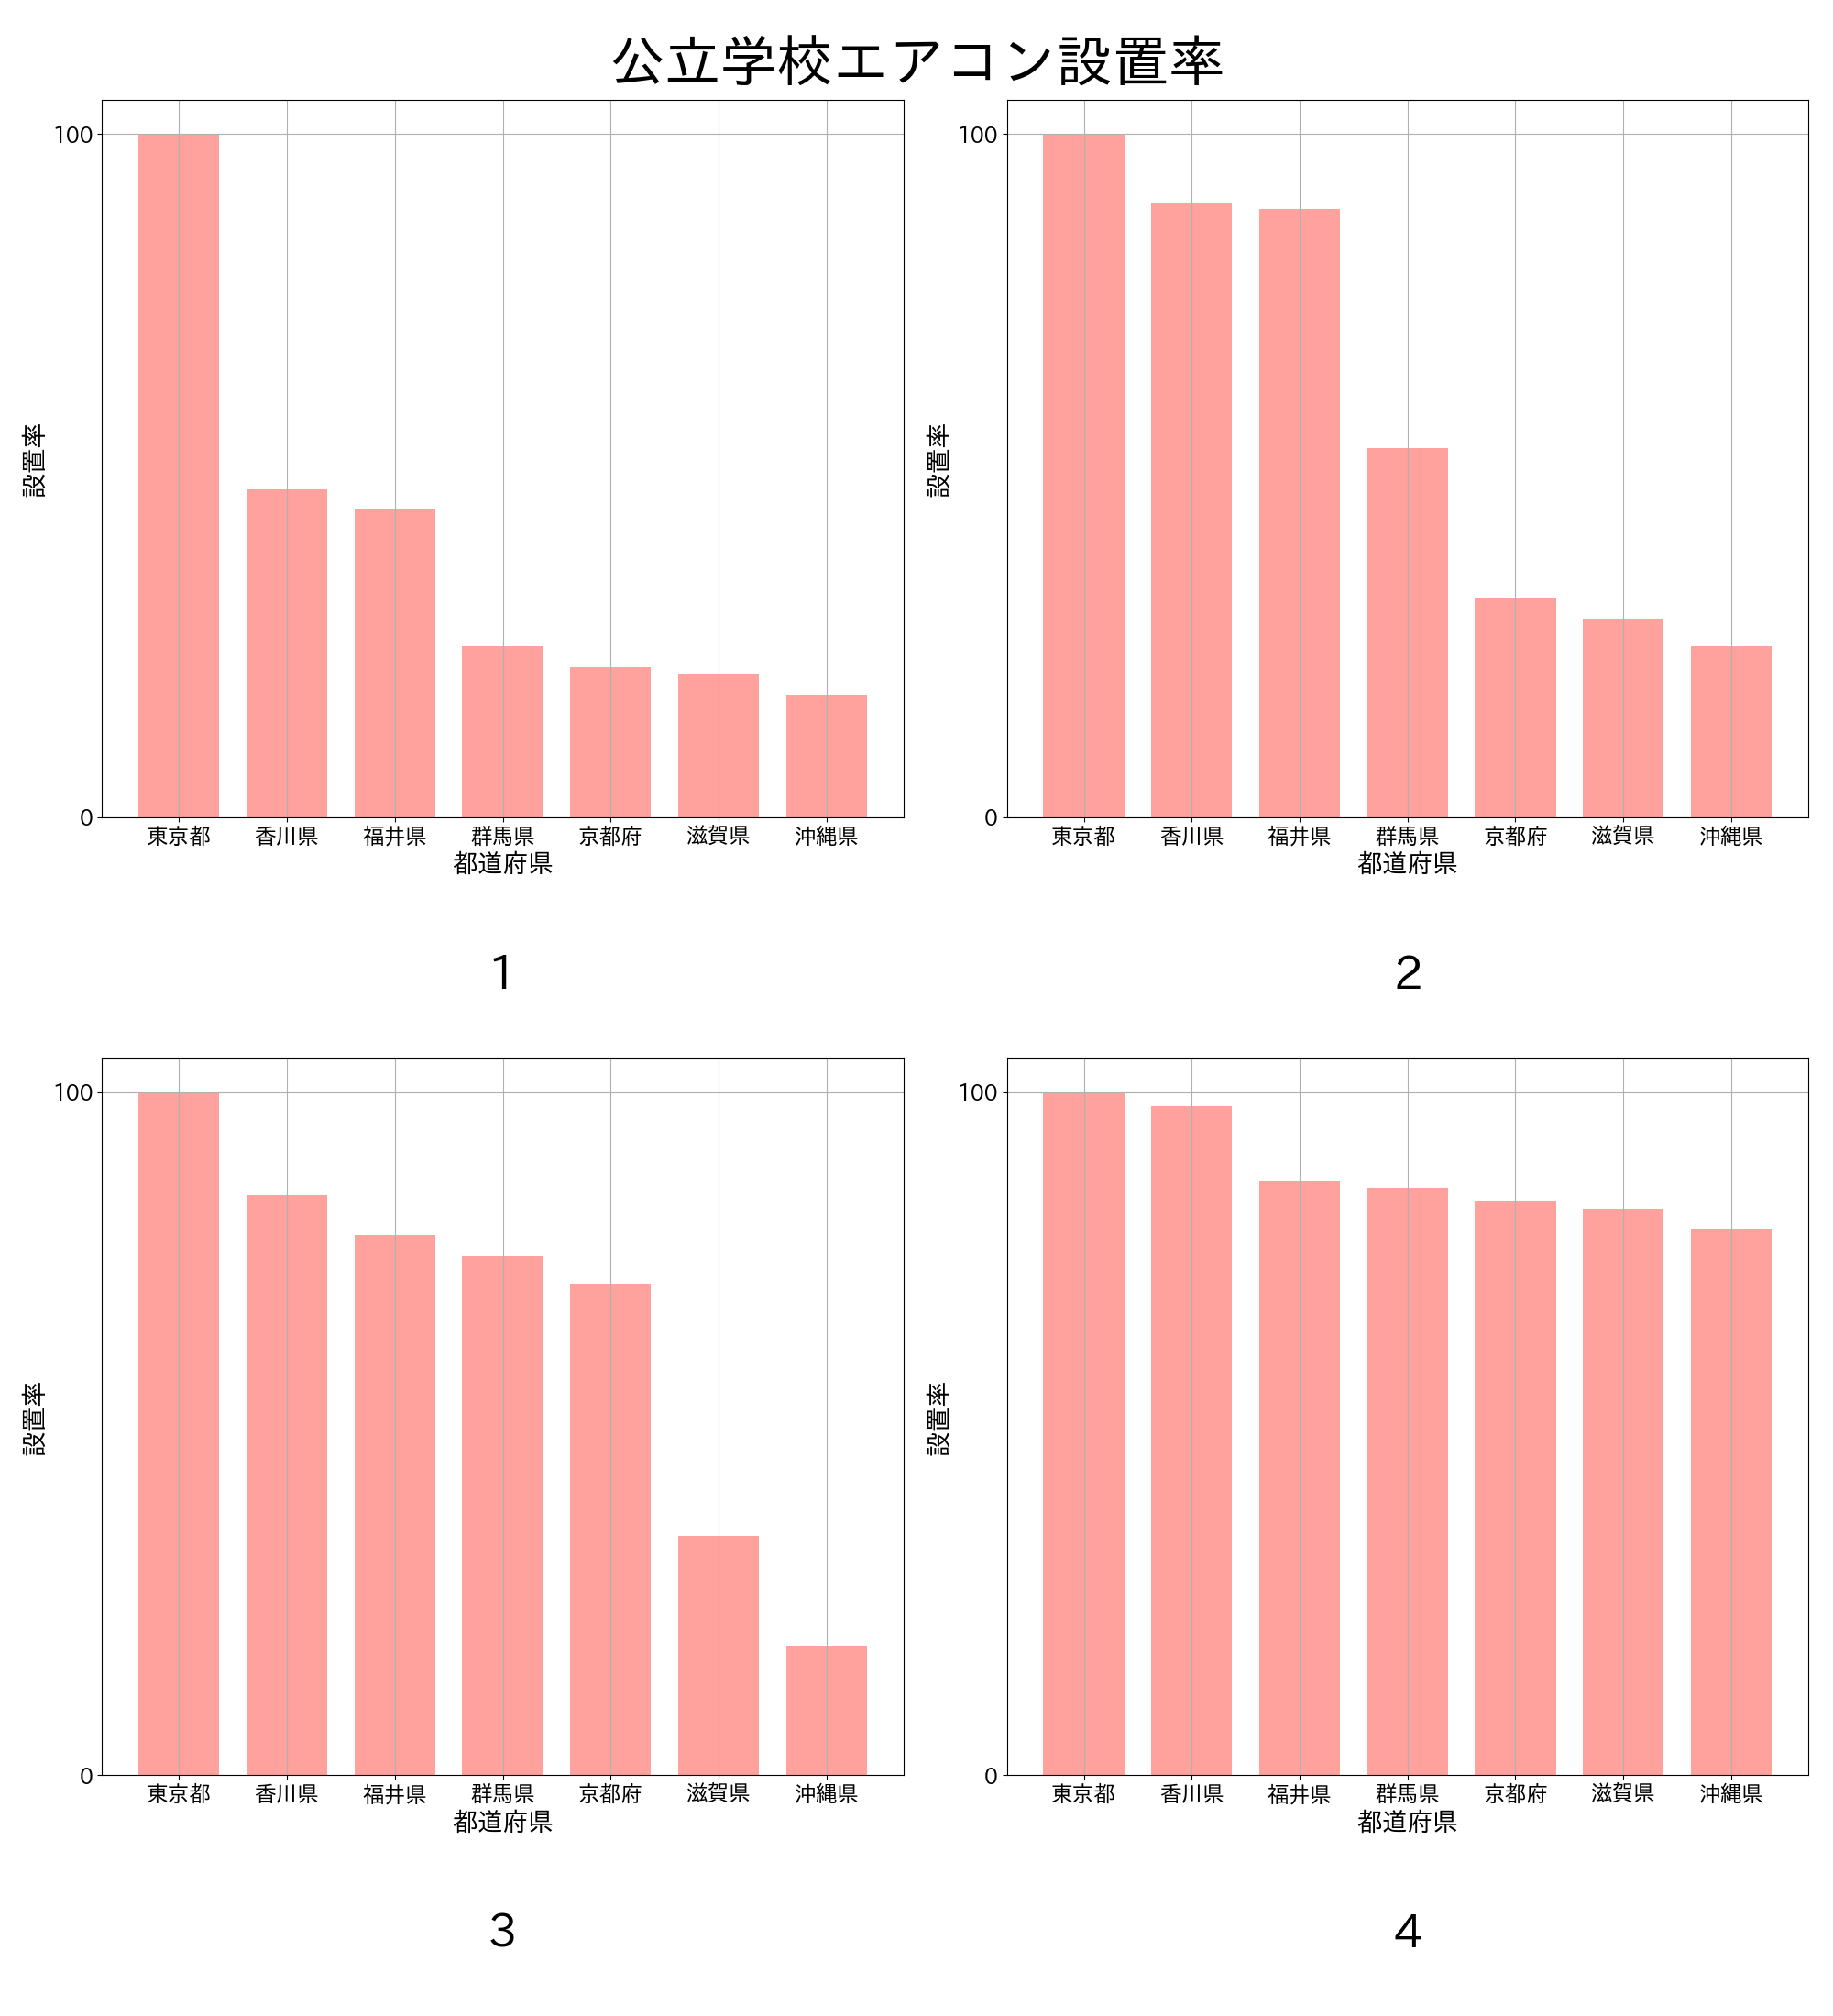 公立学校エアコン設置率
100
設置率
0
東京都 香川県 福井県 群馬県 京都府 滋賀県 沖縄県
都道府県
1
100
設置率
0
東京都 香川県 福井県 群馬県 京都府 滋賀県 沖縄県
都道府県
2
100
設置率
0
東京都 香川県 福井県 群馬県 京都府 滋賀県 沖縄県
都道府県
3
100
設置率
0
東京都 香川県 福井県 群馬県 京都府 滋賀県 沖縄県
都道府県
4